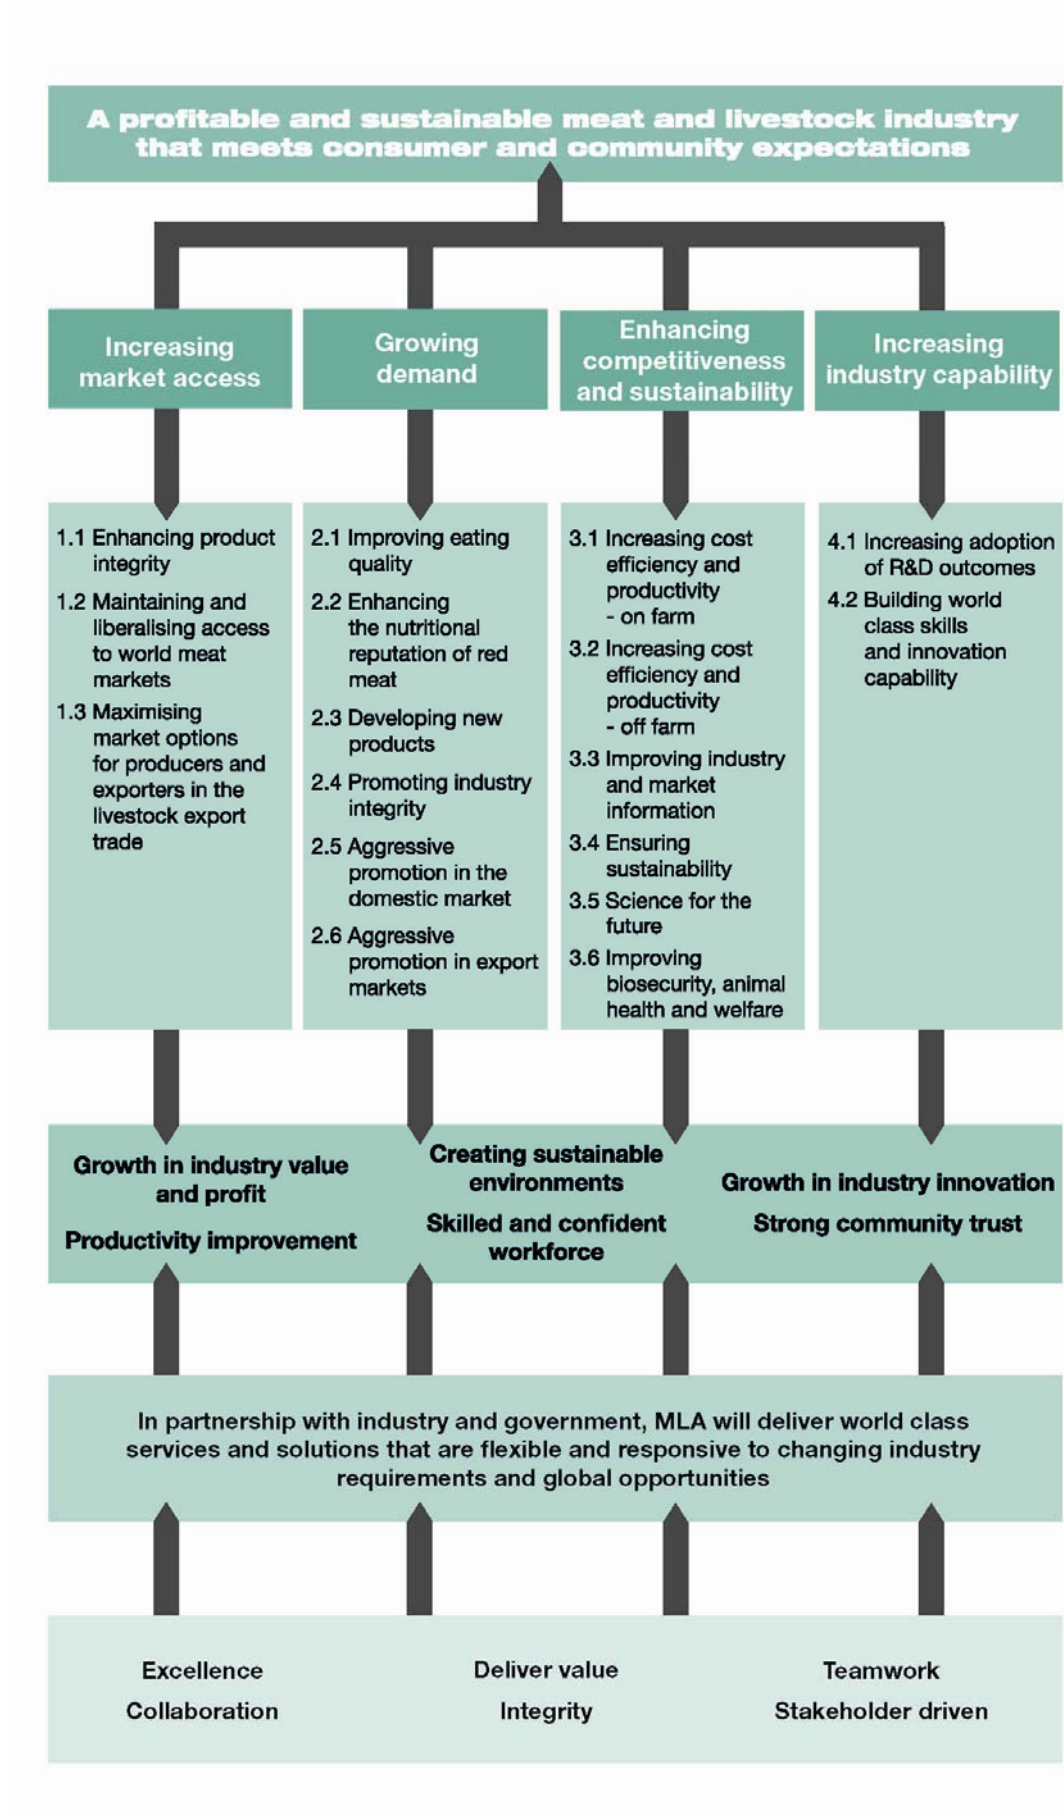 A profitable and sustainable meat and livestock industry
that meets consumer and community expectations
Increasing
market access
Growing
demand
Enhancing
competitiveness
and sustainability
Increasing
industry capability
1.1 Enhancing product
integrity
1.2 Maintaining and
liberalising access
to world meat
markets
1.3 Maximising
market options
for producers and
exporters in the
livestock export
trade
2.1 Improving eating
quality
2.2 Enhancing
the nutritional
reputation of red
meat
2.3 Developing new
products
2.4 Promoting industry
integrity
2.5 Aggressive
promotion in the
domestic market
2.6 Aggressive
promotion in export
markets
3.1 Increasing cost
efficiency and
productivity
- on farm
3.2 Increasing cost
efficiency and
productivity
- off farm
3.3 Improving industry
and market
information
3.4 Ensuring
sustainability
3.5 Science for the
future
3.6 Improving
biosecurity, animal
health and welfare
4.1 Increasing adoption
of R&D outcomes
4.2 Building world
class skills
and innovation
capability
Growth in industry value
and profit
Productivity improvement
Creating sustainable
environments
Skilled and confident
workforce
Growth in industry innovation
Strong community trust
In partnership with industry and government, MLA will deliver world class
services and solutions that are flexible and responsive to changing industry
requirements and global opportunities
Excellence
Collaboration
Deliver value
Integrity
Teamwork
Stakeholder driven